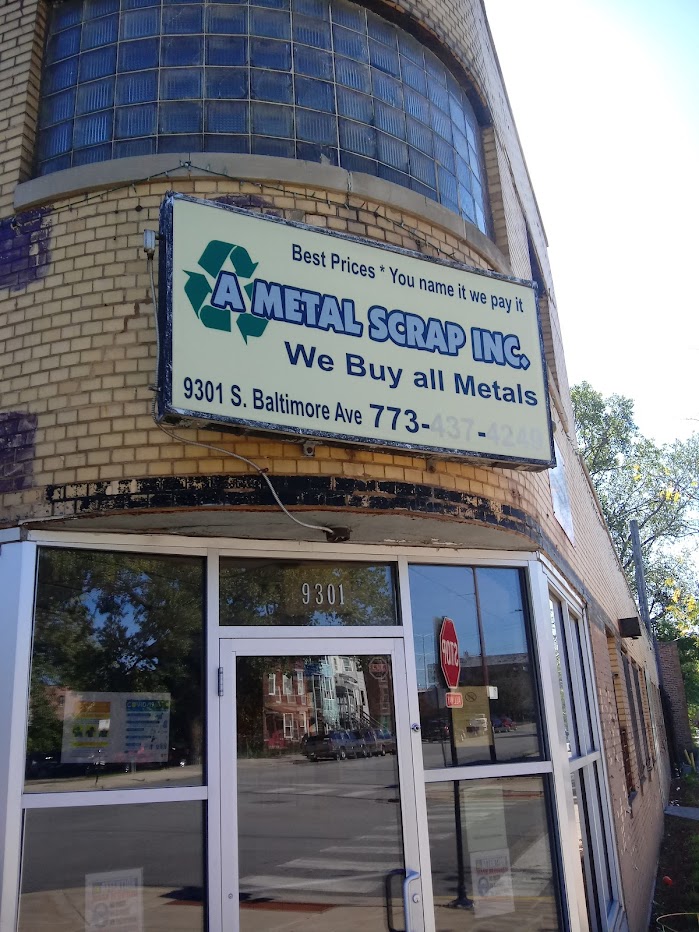 Best Prices * You name it we pay it
A METAL SCRAP INC.
We Buy all Metals
9301 S. Baltimore Ave 773-437-4249
9301
STOP